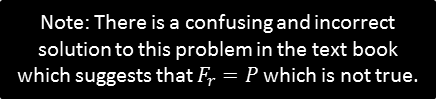 Note: There is a confusing and incorrect
solution to this problem in the text book
which suggests that Fᵣ = P which is not true.